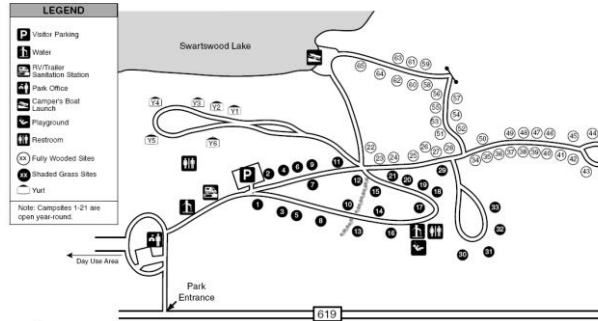 LEGEND
P Visitor Parking
Water
RV/Trailer
Sanitation Station
Park Office
Camper's Boat
Launch
Playground
Restroom
xx Fully Wooded Sites
xx Shaded Grass Sites
Yurt
Note: Campsites 1-21 are
open year-round.
Swartswood Lake
63 61 59
65 64 62 60 58
56 57
55
53 54
51 52
Y4 Y3 Y2 Y1
Y5 Y6
22 23 24 25 26 27 28
50 49 48 47 46 45 44
34 35 36 37 38 39 40 41 42 43
P 2 4 6 9 11
12 21 20 19 18 29
7 15 17
1 3 5 8 10 14
13 16
33
32
30 31
Day Use Area
Park
Entrance
619